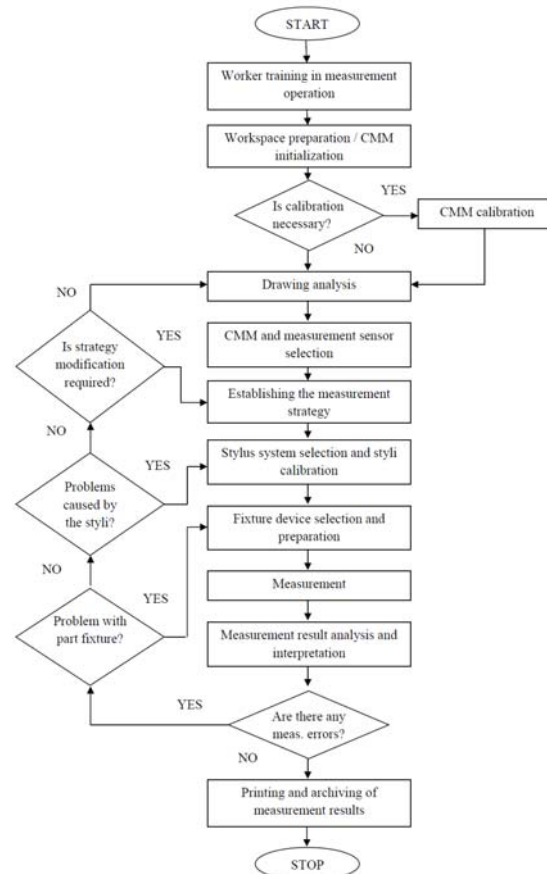 START
Worker training in measurement
operation
Workspace preparation / CMM
initialization
Is calibration
necessary?
YES
CMM calibration
NO
Drawing analysis
NO
Is strategy
modification
required?
YES
CMM and measurement sensor
selection
Establishing the measurement
strategy
NO
Problems
caused by
the styli?
YES
Stylus system selection and styli
calibration
Fixture device selection and
preparation
NO
Problem with
part fixture?
YES
Measurement
Measurement result analysis and
interpretation
YES
Are there any
meas. errors?
NO
Printing and archiving of
measurement results
STOP